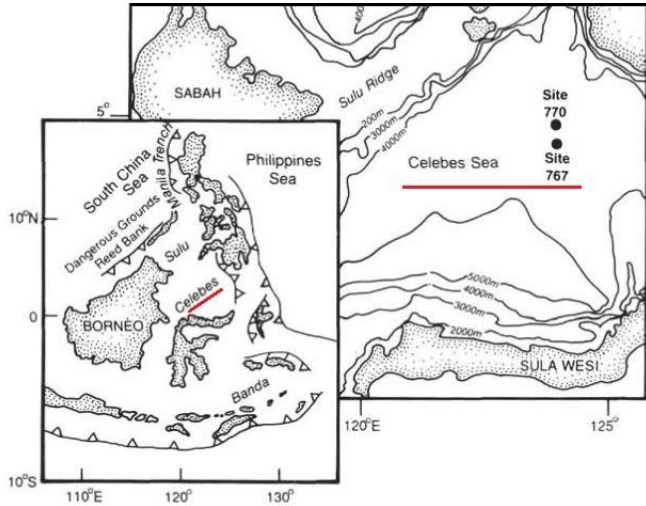 400
SABAH
5°
Sulu Ridge
200m
3000m
4000m
Site
770
Celebes Sea
Site
767
5000m
4000m
3000m
2000m
SULA WESI
120°E
125°
South China
Sea
Manila Trench
Philippines
Sea
10°N
Dangerous Grounds
Reed Bank
Sulu
Celebes
0
BORNEO
Banda
10°S
110°E
120°
130°